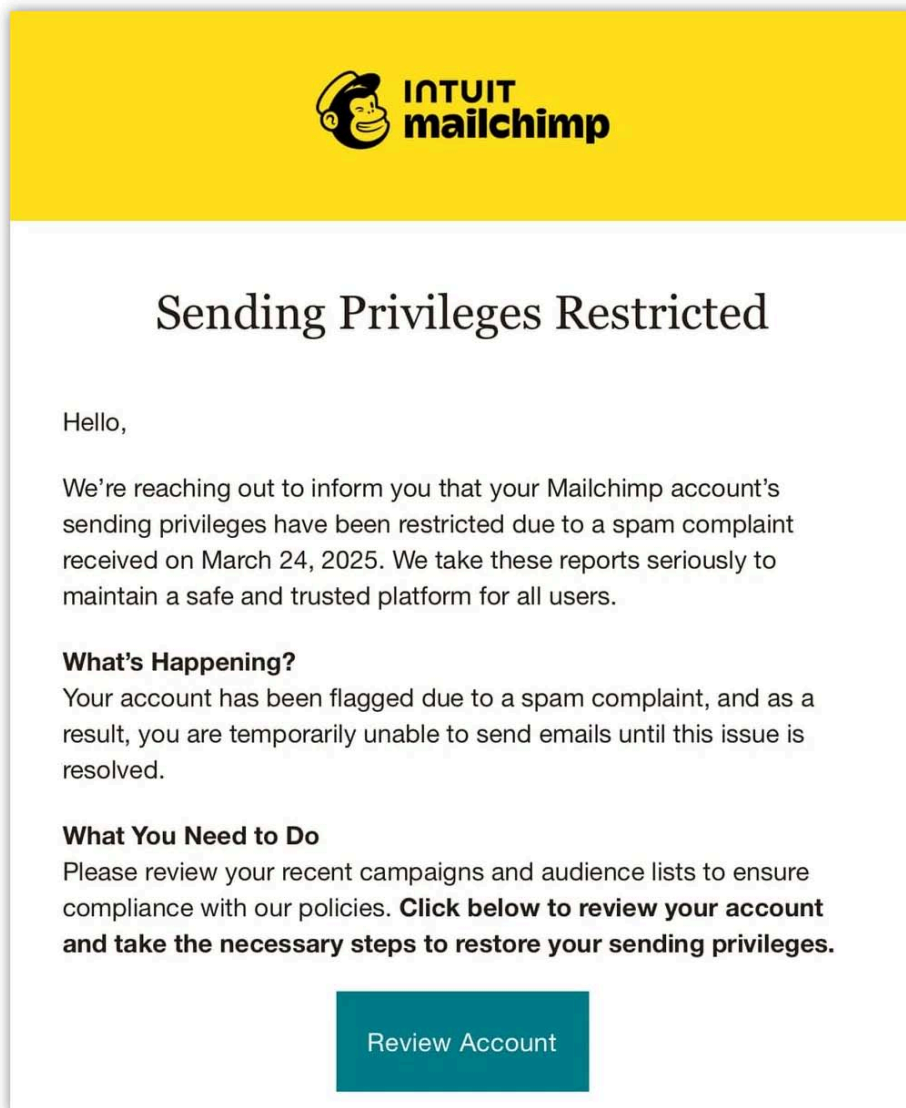 INTUIT
mailchimp
Sending Privileges Restricted
Hello,
We’re reaching out to inform you that your Mailchimp account’s
sending privileges have been restricted due to a spam complaint
received on March 24, 2025. We take these reports seriously to
maintain a safe and trusted platform for all users.
What’s Happening?
Your account has been flagged due to a spam complaint, and as a
result, you are temporarily unable to send emails until this issue is
resolved.
What You Need to Do
Please review your recent campaigns and audience lists to ensure
compliance with our policies. Click below to review your account
and take the necessary steps to restore your sending privileges.
Review Account